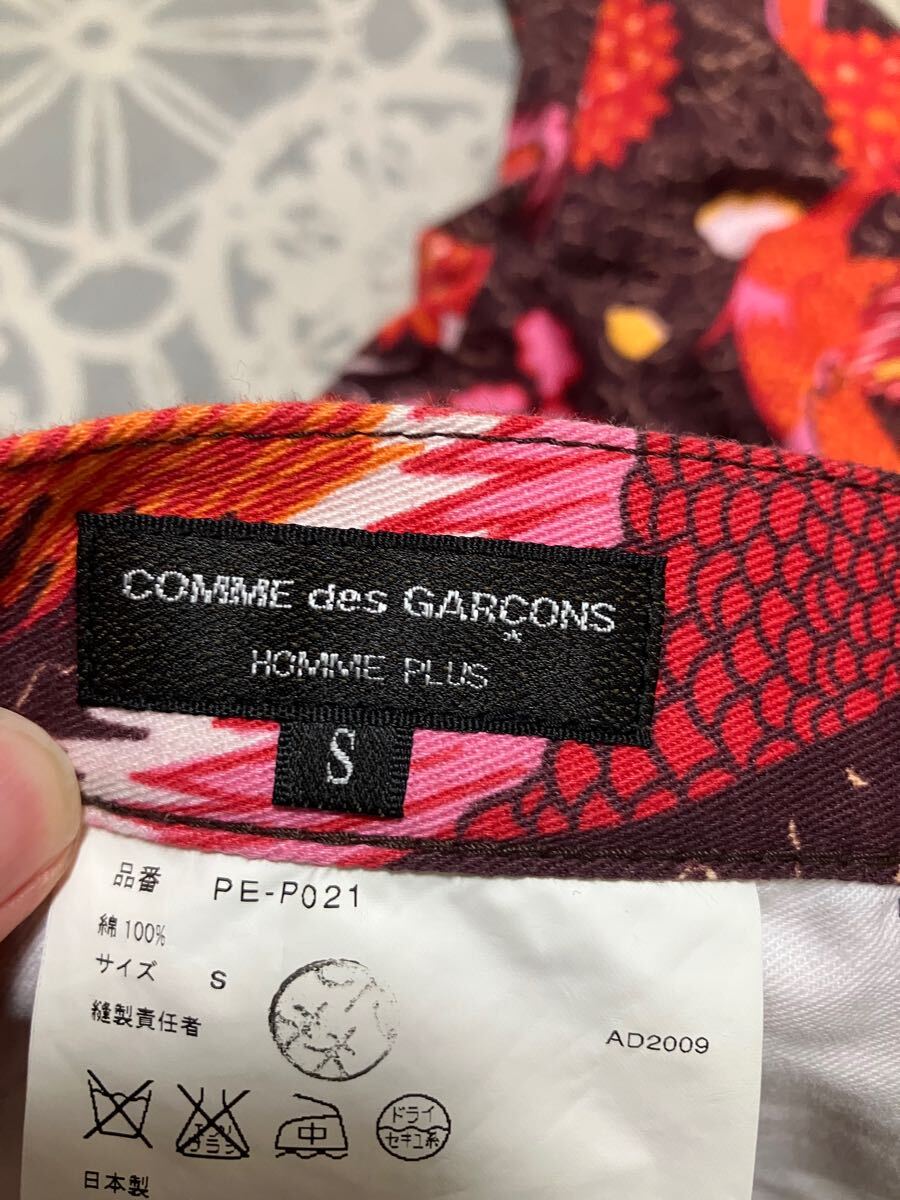 COMME des GARÇONS
HOMME PLUS
S
品番 PE-P021
綿 100%
サイズ S
縫製責任者
AD2009
中
ドライ
セキユ系
日本製